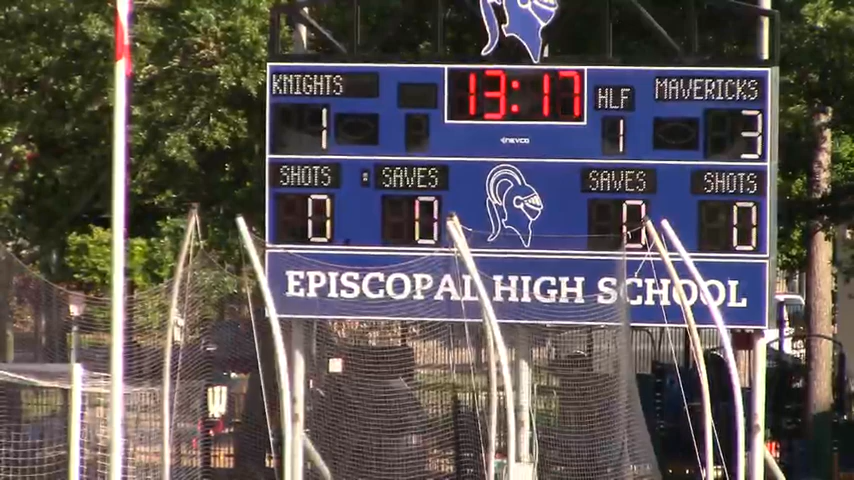 KNIGHTS 13:17 HLF MAVERICKS
1 1 3
NEVCO
SHOTS SAVES SAVES SHOTS
0 0 0 0
EPISCOPAL HIGH SCHOOL